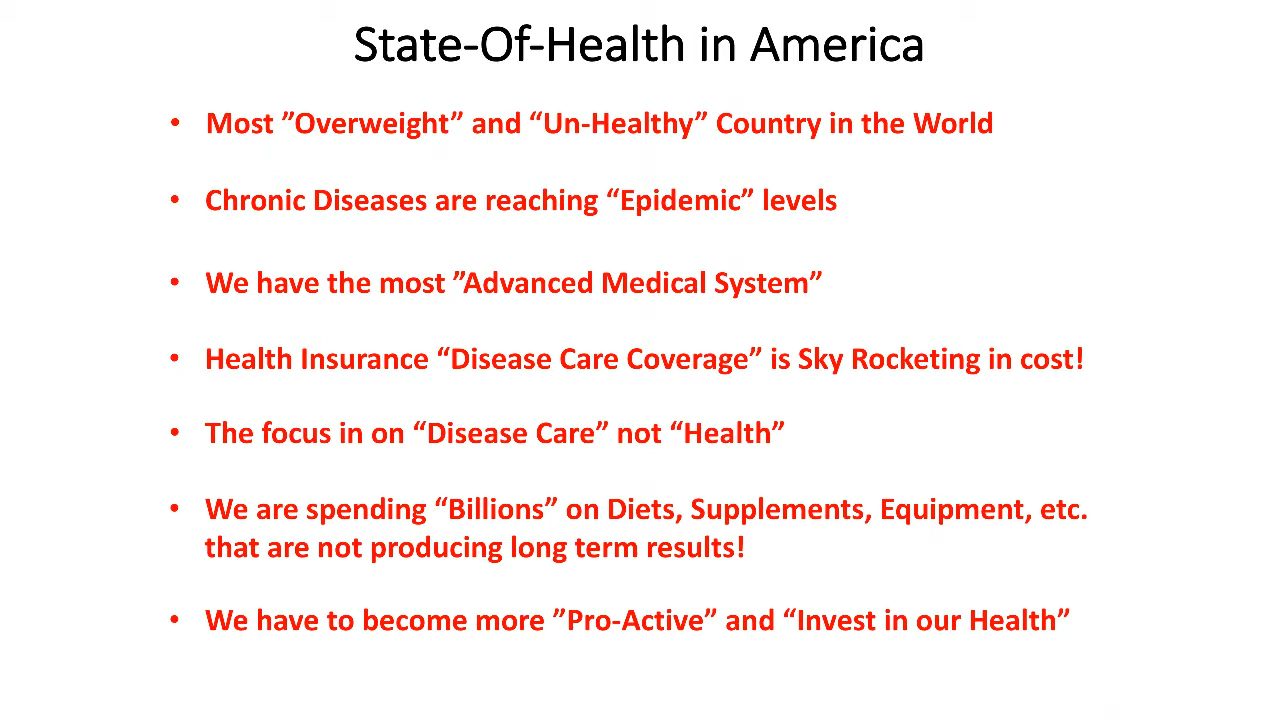 State-Of-Health in America
• Most ”Overweight” and “Un-Healthy” Country in the World
• Chronic Diseases are reaching “Epidemic” levels
• We have the most ”Advanced Medical System”
• Health Insurance “Disease Care Coverage” is Sky Rocketing in cost!
• The focus in on “Disease Care” not “Health”
• We are spending “Billions” on Diets, Supplements, Equipment, etc.
that are not producing long term results!
• We have to become more ”Pro-Active” and “Invest in our Health”